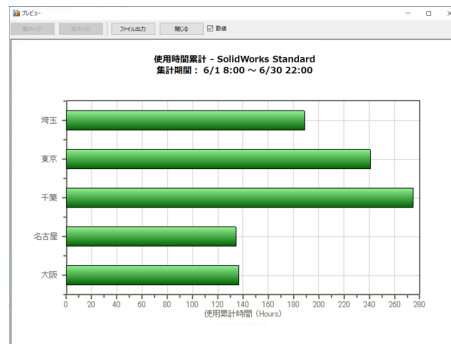 プレビュー
前ページ 次ページ ファイル出力 閉じる 数値
使用時間累計 - SolidWorks Standard
集計期間： 6/1 8:00 ～ 6/30 22:00
埼玉
東京
千葉
名古屋
大阪
0 20 40 60 80 100 120 140 160 180 200 220 240 260 280
使用累計時間 (Hours)